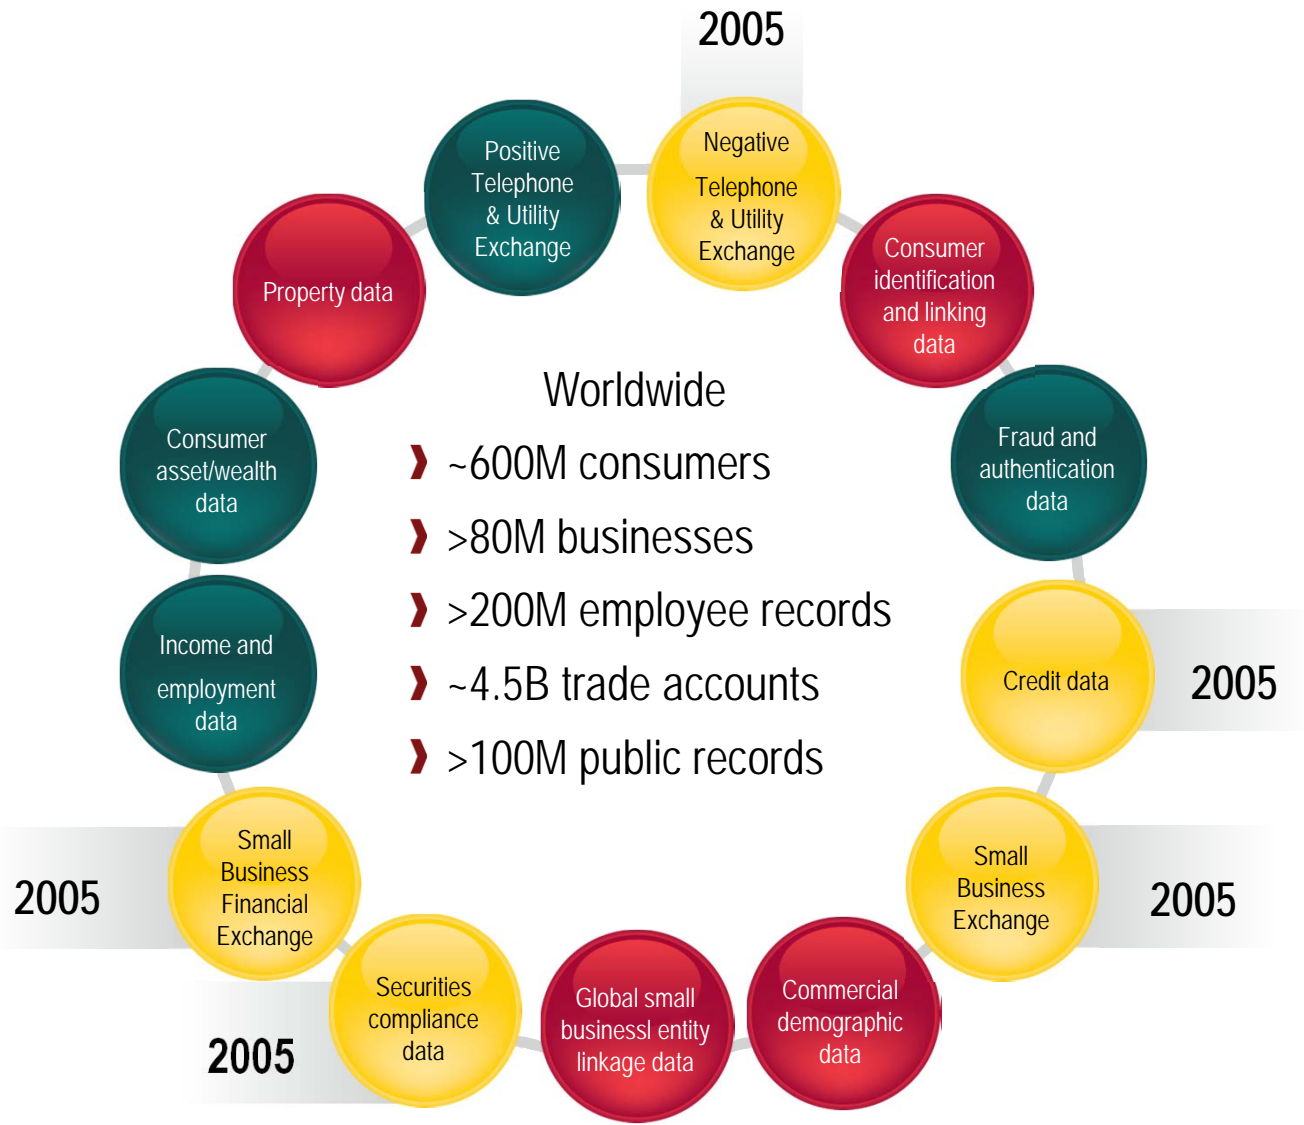 2005
Negative
Telephone
& Utility
Exchange
Positive
Telephone
& Utility
Exchange
Consumer
identification
and linking
data
Property data
Fraud and
authentication
data
Consumer
asset/wealth
data
Worldwide
~600M consumers
>80M businesses
>200M employee records
~4.5B trade accounts
>100M public records
Income and
employment
data
Credit data
2005
Small
Business
Financial
Exchange
2005
Small
Business
Exchange
2005
Securities
compliance
data
2005
Global small
businessl entity
linkage data
Commercial
demographic
data